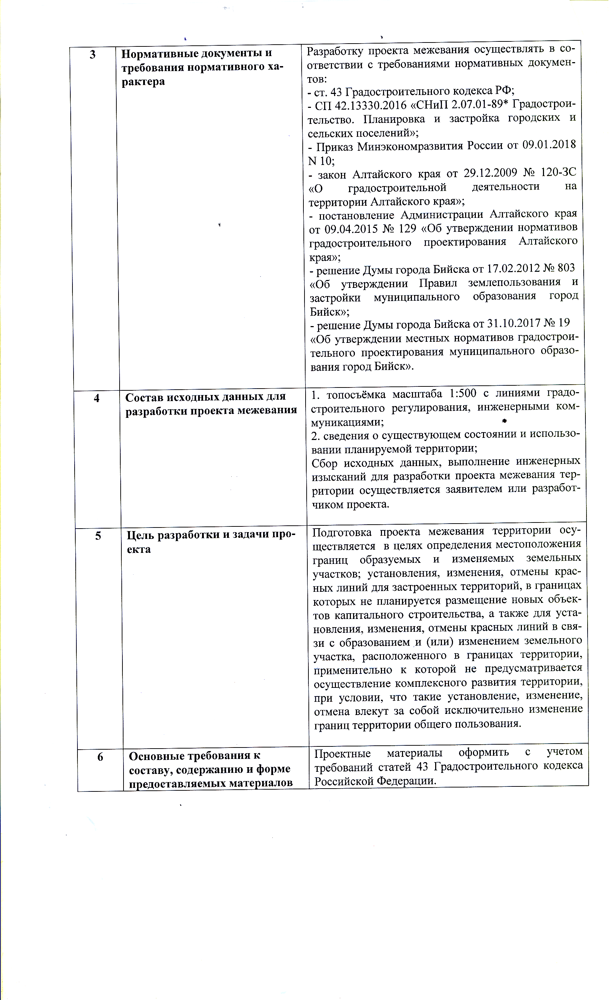 3
Нормативные документы и
требования нормативного ха-
рактера
Разработку проекта межевания осуществлять в со-
ответствии с требованиями нормативных докумен-
тов:
- ст. 43 Градостроительного кодекса РФ;
- СП 42.13330.2016 «СНиП 2.07.01-89* Градострои-
тельство. Планировка и застройка городских и
сельских поселений»;
- Приказ Минэкономразвития России от 09.01.2018
N 10;
- закон Алтайского края от 29.12.2009 № 120-ЗС
«О градостроительной деятельности на
территории Алтайского края»;
- постановление Администрации Алтайского края
от 09.04.2015 № 129 «Об утверждении нормативов
градостроительного проектирования Алтайского
края»;
- решение Думы города Бийска от 17.02.2012 № 803
«Об утверждении Правил землепользования и
застройки муниципального образования город
Бийск»;
- решение Думы города Бийска от 31.10.2017 № 19
«Об утверждении местных нормативов градострои-
тельного проектирования муниципального образо-
вания город Бийск».
4
Состав исходных данных для
разработки проекта межевания
1. топосъёмка масштаба 1:500 с линиями градо-
строительного регулирования, инженерными ком-
муникациями;
2. сведения о существующем состоянии и использо-
вании планируемой территории;
Сбор исходных данных, выполнение инженерных
изысканий для разработки проекта межевания тер-
ритории осуществляется заявителем или разработ-
чиком проекта.
5
Цель разработки и задачи про-
екта
Подготовка проекта межевания территории осу-
ществляется в целях определения местоположения
границ образуемых и изменяемых земельных
участков; установления, изменения, отмены крас-
ных линий для застроенных территорий, в границах
которых не планируется размещение новых объек-
тов капитального строительства, а также для уста-
новления, изменения, отмены красных линий в свя-
зи с образованием и (или) изменением земельного
участка, расположенного в границах территории,
применительно к которой не предусматривается
осуществление комплексного развития территории,
при условии, что такие установление, изменение,
отмена влекут за собой исключительно изменение
границ территории общего пользования.
6
Основные требования к
составу, содержанию и форме
предоставляемых материалов
Проектные материалы оформить с учетом
требований статей 43 Градостроительного кодекса
Российской Федерации.